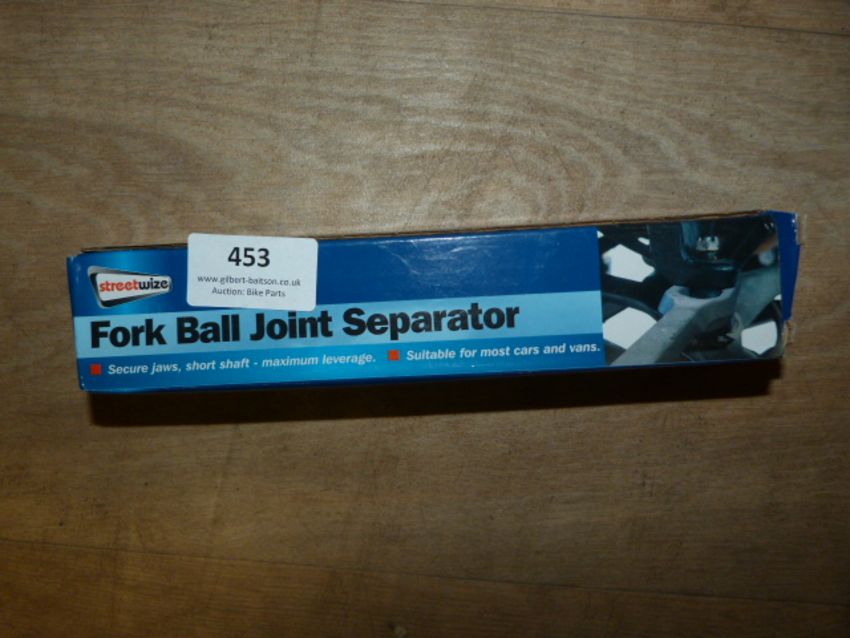 453
www.gilbert-baitson.co.uk
Auction: Bike Parts
streetwize
Fork Ball Joint Separator
Secure jaws, short shaft - maximum leverage. Suitable for most cars and vans.